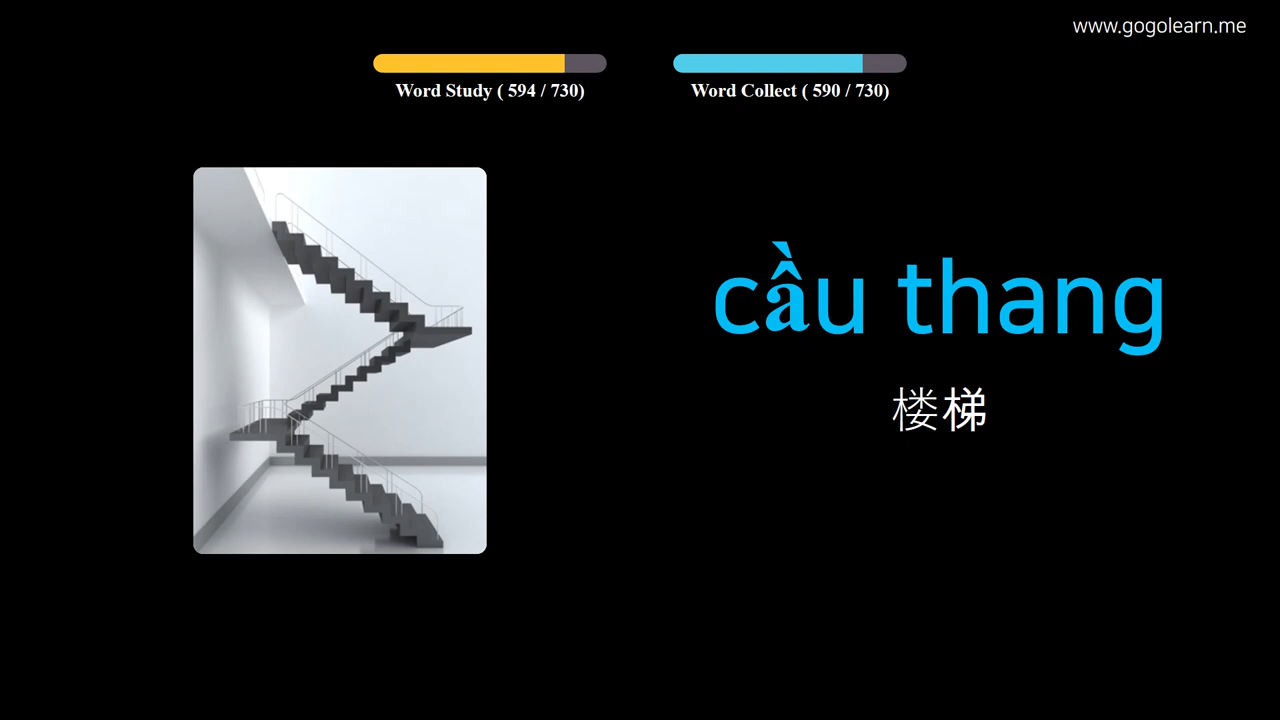 www.gogolearn.me
Word Study ( 594 / 730)
Word Collect ( 590 / 730)
cầu thang
楼梯